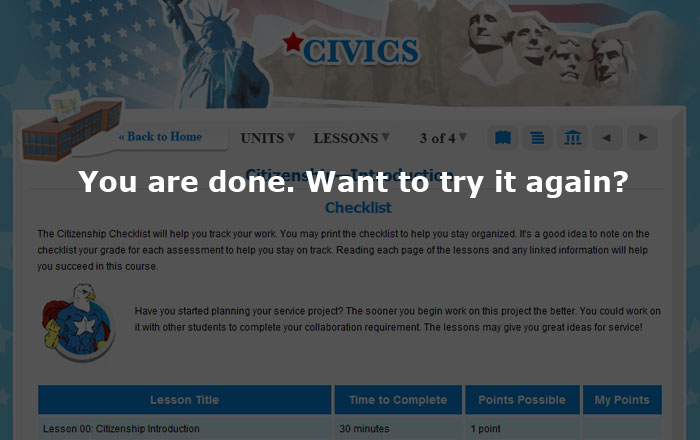 CIVICS
« Back to Home UNITS LESSONS 3 of 4
Citizenship—Introduction
You are done. Want to try it again?
Checklist
The Citizenship Checklist will help you track your work. You may print the checklist to help you stay organized. It's a good idea to note on the
checklist your grade for each assessment to help you stay on track. Reading each page of the lessons and any linked information will help
you succeed in this course.
Have you started planning your service project? The sooner you begin work on this project the better. You could work on
it with other students to complete your collaboration requirement. The lessons may give you great ideas for service!
Lesson Title Time to Complete Points Possible My Points
Lesson 00: Citizenship Introduction 30 minutes 1 point